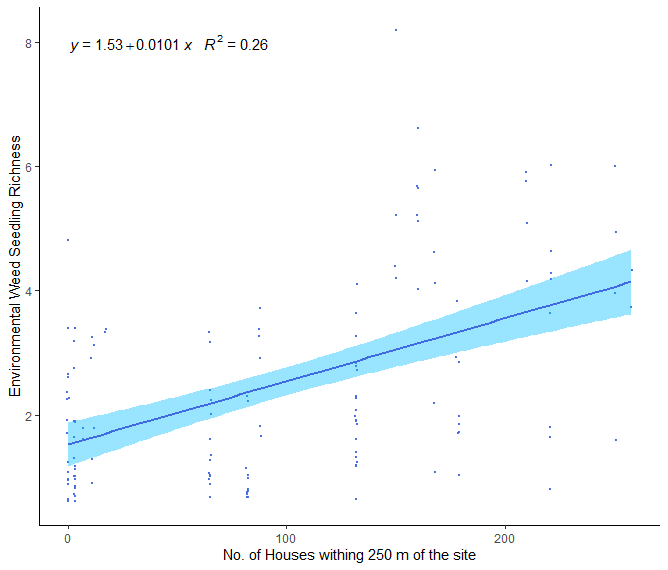 y = 1.53 + 0.0101 x R² = 0.26
8
6
4
2
Environmental Weed Seedling Richness
0 100 200
No. of Houses withing 250 m of the site